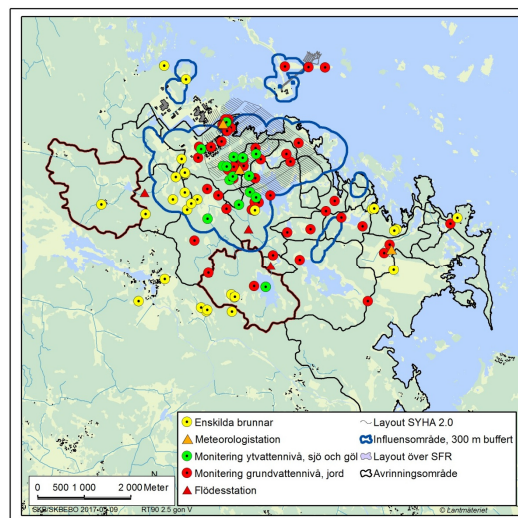 Enskilda brunnar
Meteorologistation
Monitering ytvattennivå, sjö och göl
Monitering grundvattennivå, jord
Flödesstation
Layout SYHA 2.0
Influensområde, 300 m buffert
Layout över SFR
Avrinningsområde
N
0 500 1 000 2 000 Meter
SKB/SKBEBO 2017-05-09 RT90 2.5 gon V
© Lantmäteriet